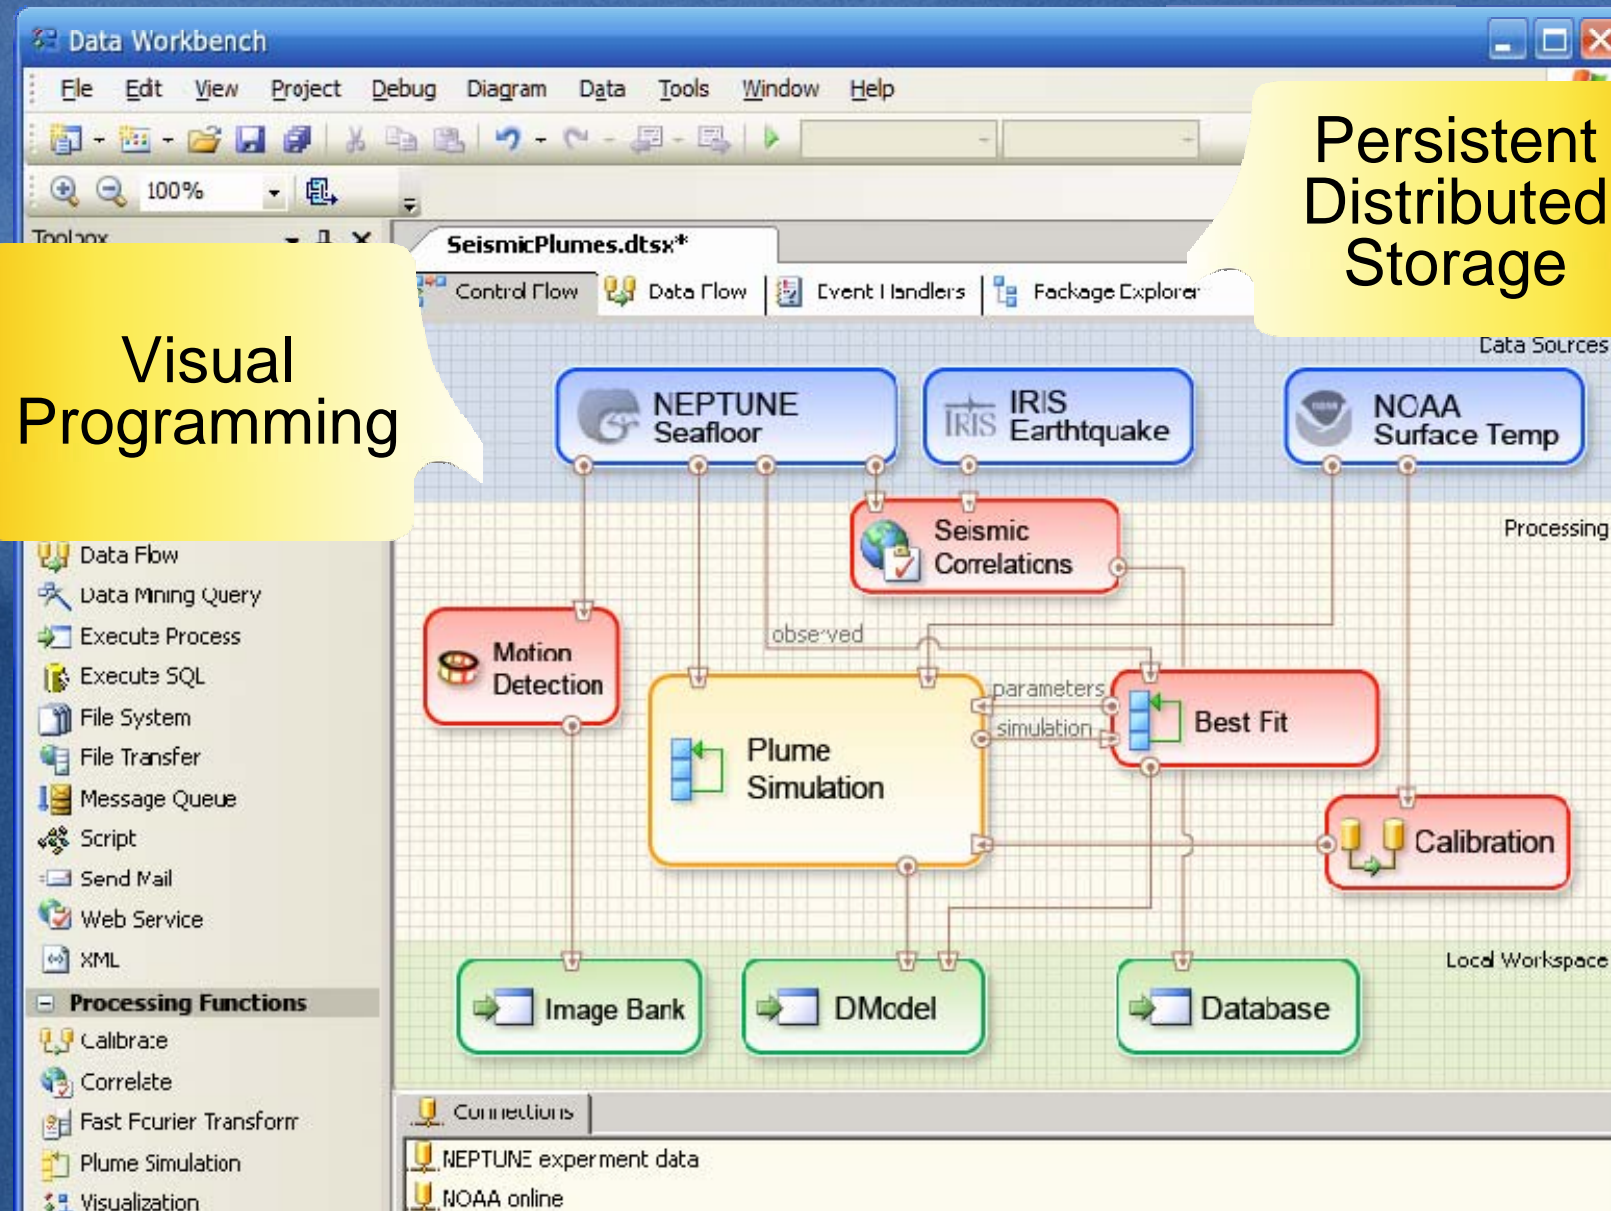 Data Workbench
File Edit View Project Debug Diagram Data Tools Window Help
100%
Toolbox
SeismicPlumes.dtsx*
Control Flow Data Flow Event Handlers Package Explorer
Persistent
Distributed
Storage
Visual
Programming
Data Sources
NEPTUNE
Seafloor
IRIS
IRIS
Earthtquake
NOAA
Surface Temp
Processing
Seismic
Correlations
observed
Motion
Detection
parameters
simulation
Best Fit
Plume
Simulation
Calibration
Local Workspace
Image Bank
DModel
Database
Data Flow
Data Mining Query
Execute Process
Execute SQL
File System
File Transfer
Message Queue
Script
Send Mail
Web Service
XML
Processing Functions
Calibrate
Correlate
Fast Fourier Transform
Plume Simulation
Visualization
Connections
NEPTUNE experment data
NOAA online